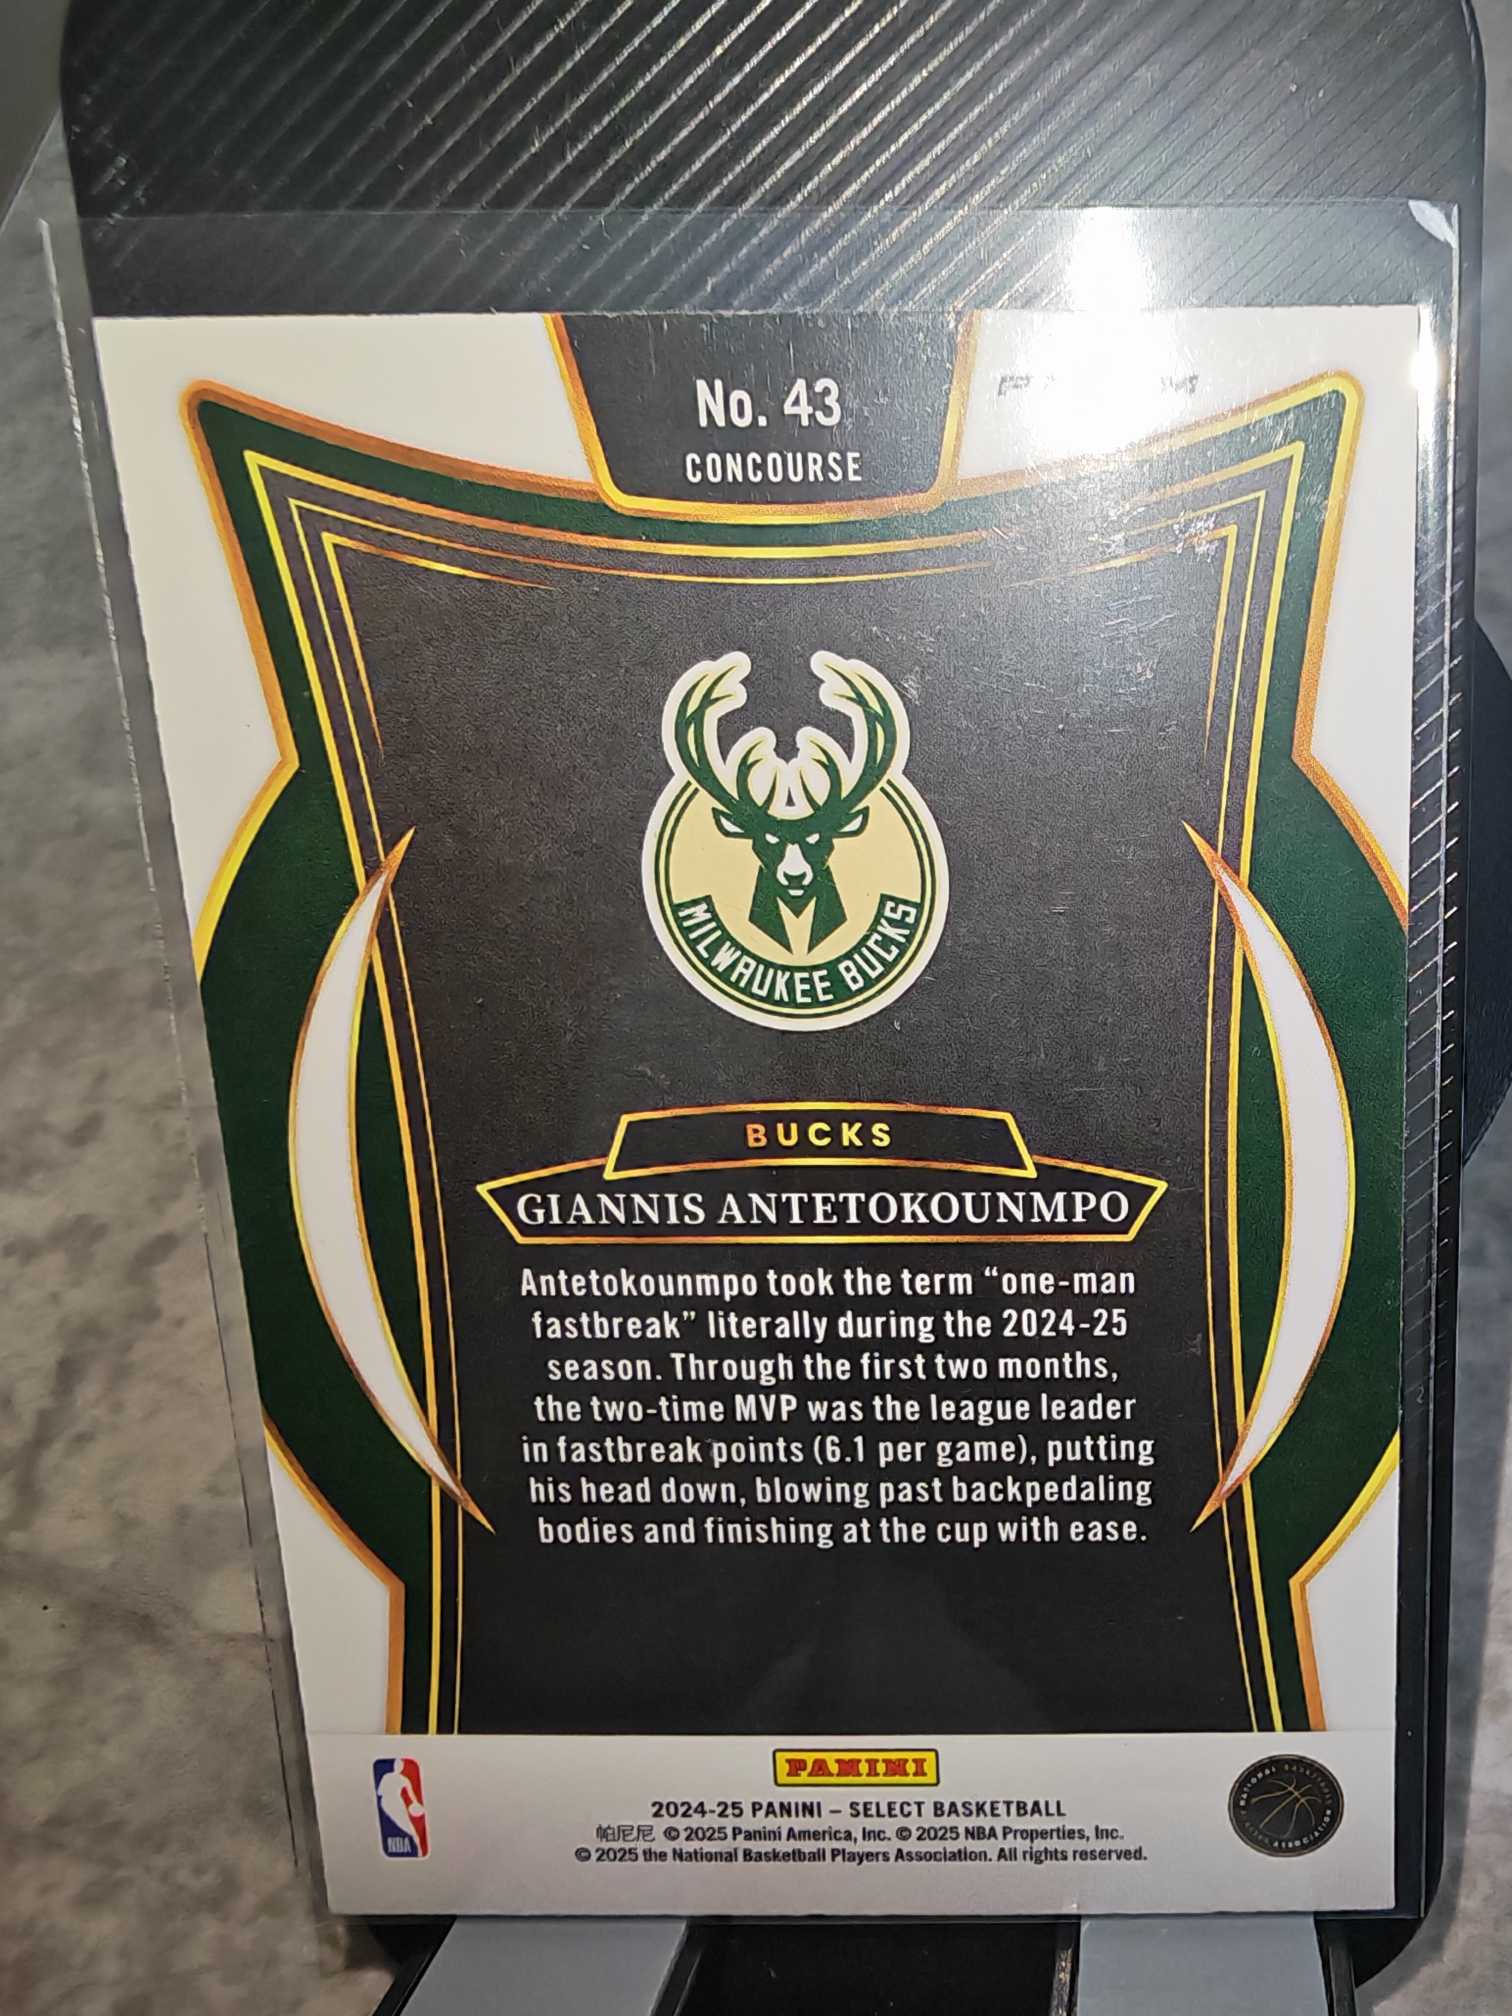 No. 43
CONCOURSE
MILWAUKEE BUCKS
BUCKS
GIANNIS ANTETOKOUNMPO
Antetokounmpo took the term “one-man
fastbreak” literally during the 2024-25
season. Through the first two months,
the two-time MVP was the league leader
in fastbreak points (6.1 per game), putting
his head down, blowing past backpedaling
bodies and finishing at the cup with ease.
PANINI
NBA
2024-25 PANINI – SELECT BASKETBALL
帕尼尼 © 2025 Panini America, Inc. © 2025 NBA Properties, Inc.
© 2025 the National Basketball Players Association. All rights reserved.
NATIONAL BASKETBALL
PLAYERS ASSOCIATION